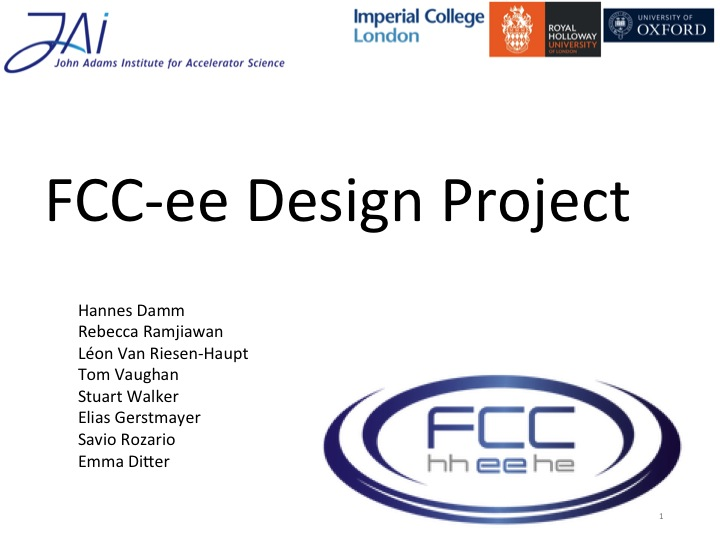 JAi
John Adams Institute for Accelerator Science
Imperial College
London
ROYAL
HOLLOWAY
UNIVERSITY
OF LONDON
UNIVERSITY OF
OXFORD
FCC-ee Design Project
Hannes Damm
Rebecca Ramjiawan
Léon Van Riesen-Haupt
Tom Vaughan
Stuart Walker
Elias Gerstmayer
Savio Rozario
Emma Ditter
FCC
hh ee he
1